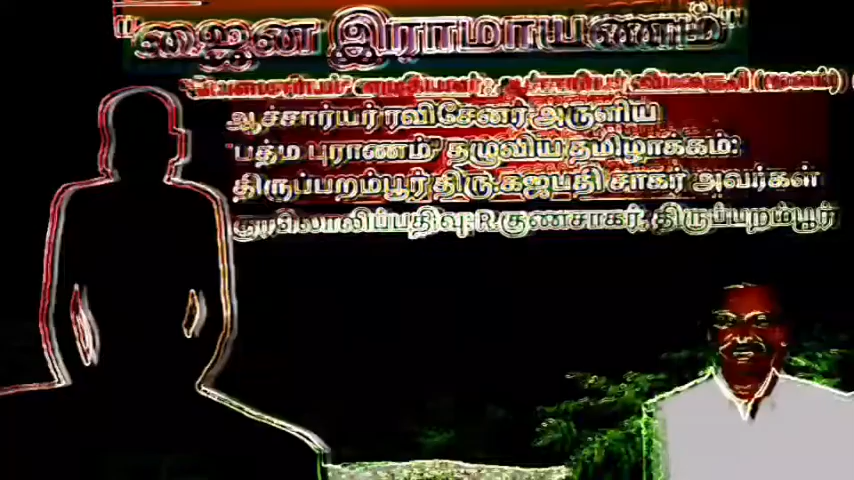 "ஜைன இராமாயணம்"
ஆச்சார்யர் ரவிசேனர் அருளிய
"பத்ம புராணம்" தழுவிய தமிழாக்கம்:
திருப்பறம்பூர் திரு.கஜபதிசாகர் அவர்கள்
குரலொலிப்பதிவு:R.குணசாகர், திருப்பறம்பூர்